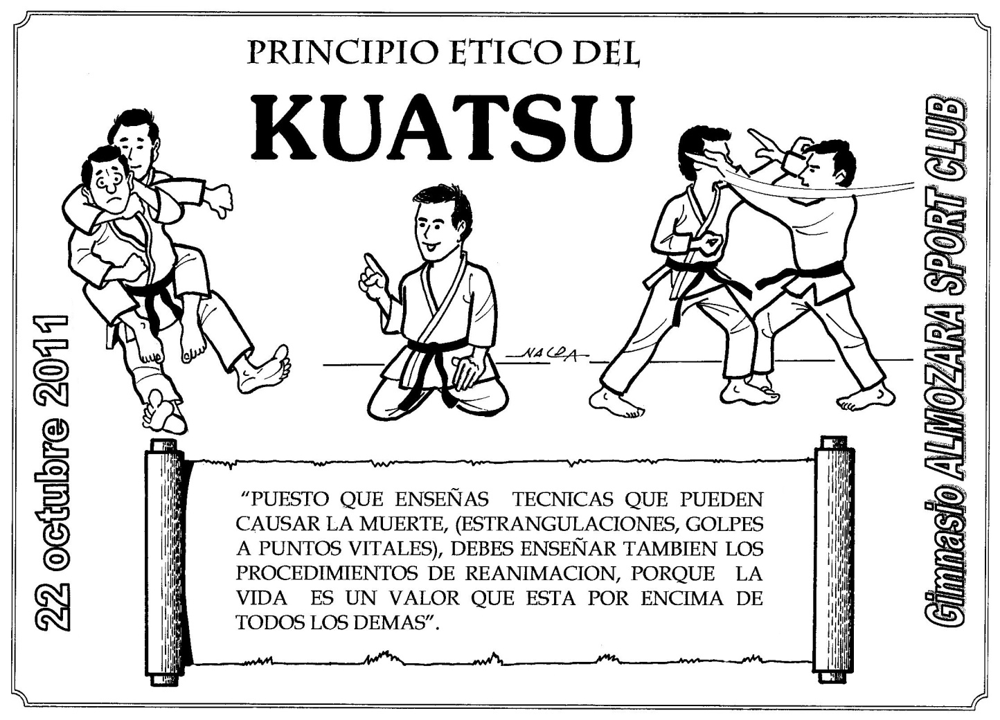 PRINCIPIO ETICO DEL
KUATSU
22 octubre 2011
Gimnasio ALMOZARA SPORT CLUB
NALDA
“PUESTO QUE ENSEÑAS TECNICAS QUE PUEDEN
CAUSAR LA MUERTE, (ESTRANGULACIONES, GOLPES
A PUNTOS VITALES), DEBES ENSEÑAR TAMBIEN LOS
PROCEDIMIENTOS DE REANIMACION, PORQUE LA
VIDA ES UN VALOR QUE ESTA POR ENCIMA DE
TODOS LOS DEMAS”.